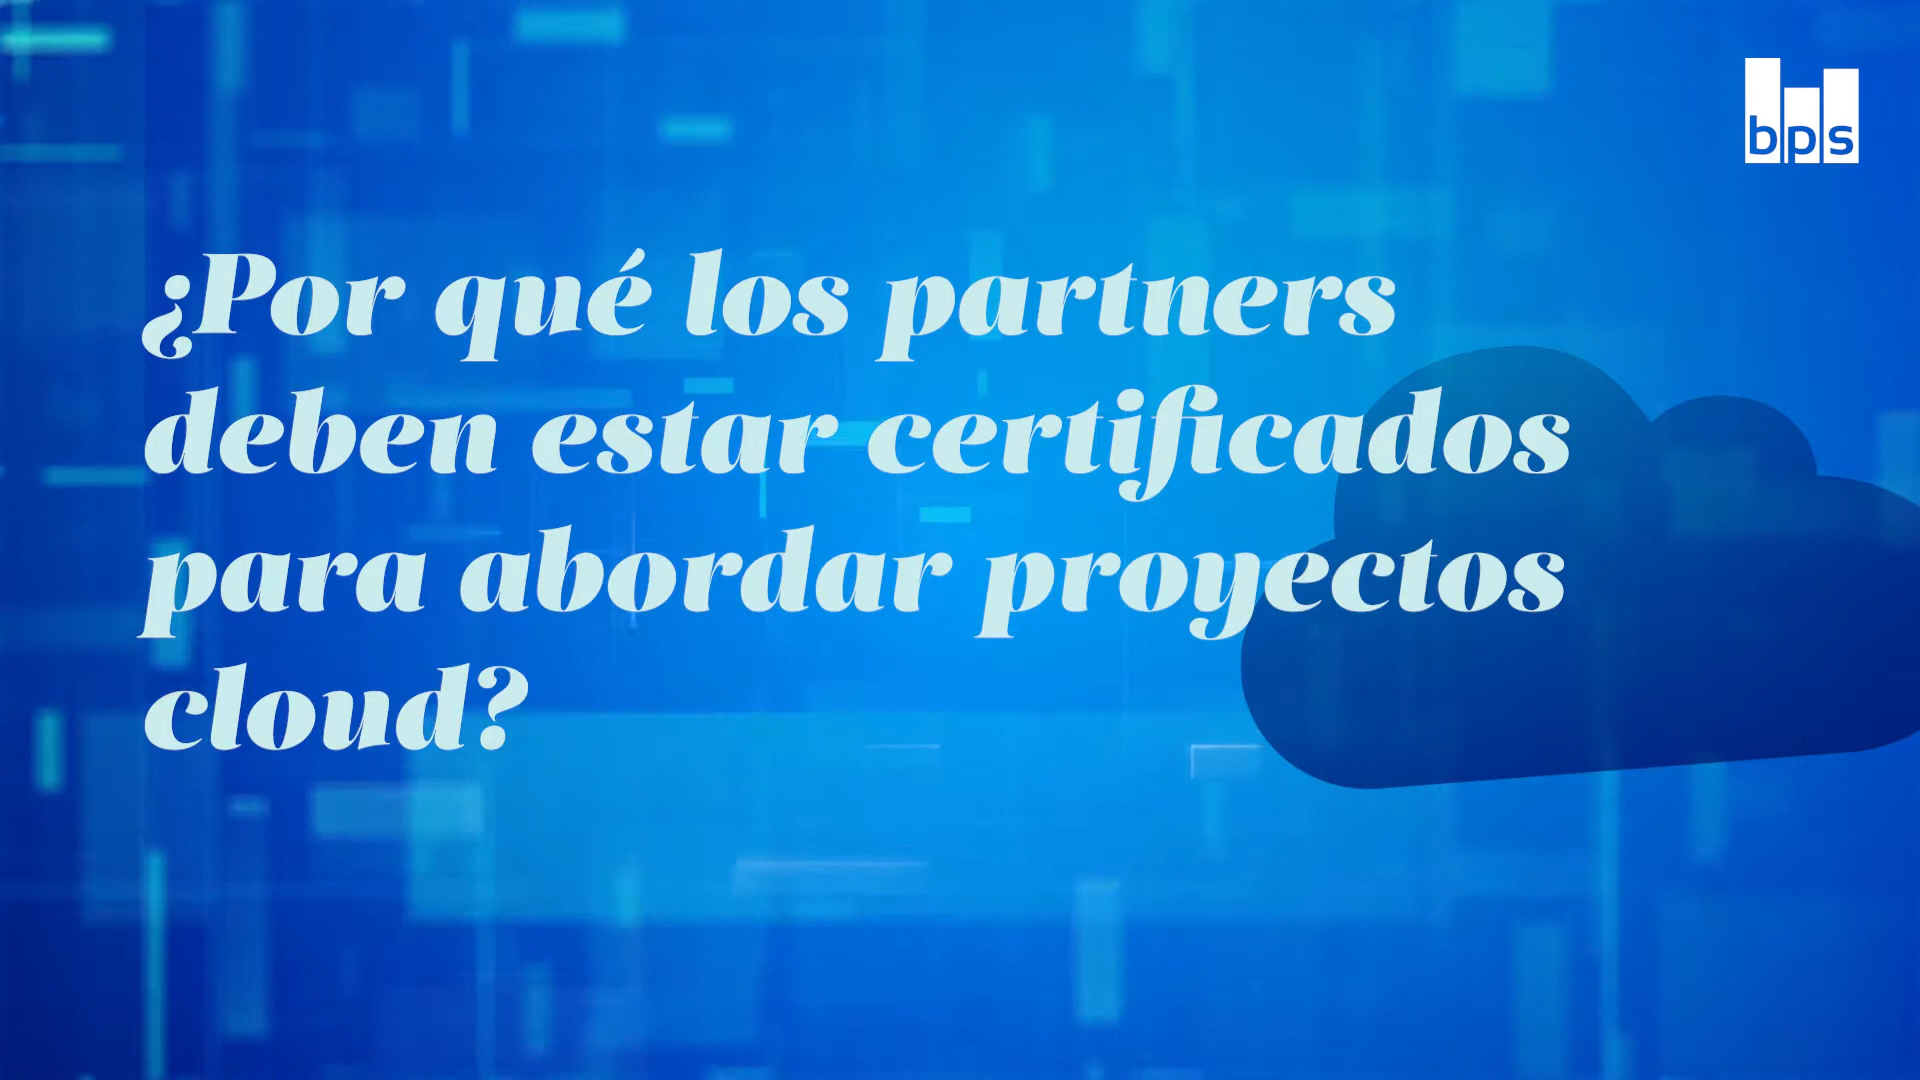 bps
¿Por qué los partners
deben estar certificados
para abordar proyectos
cloud?